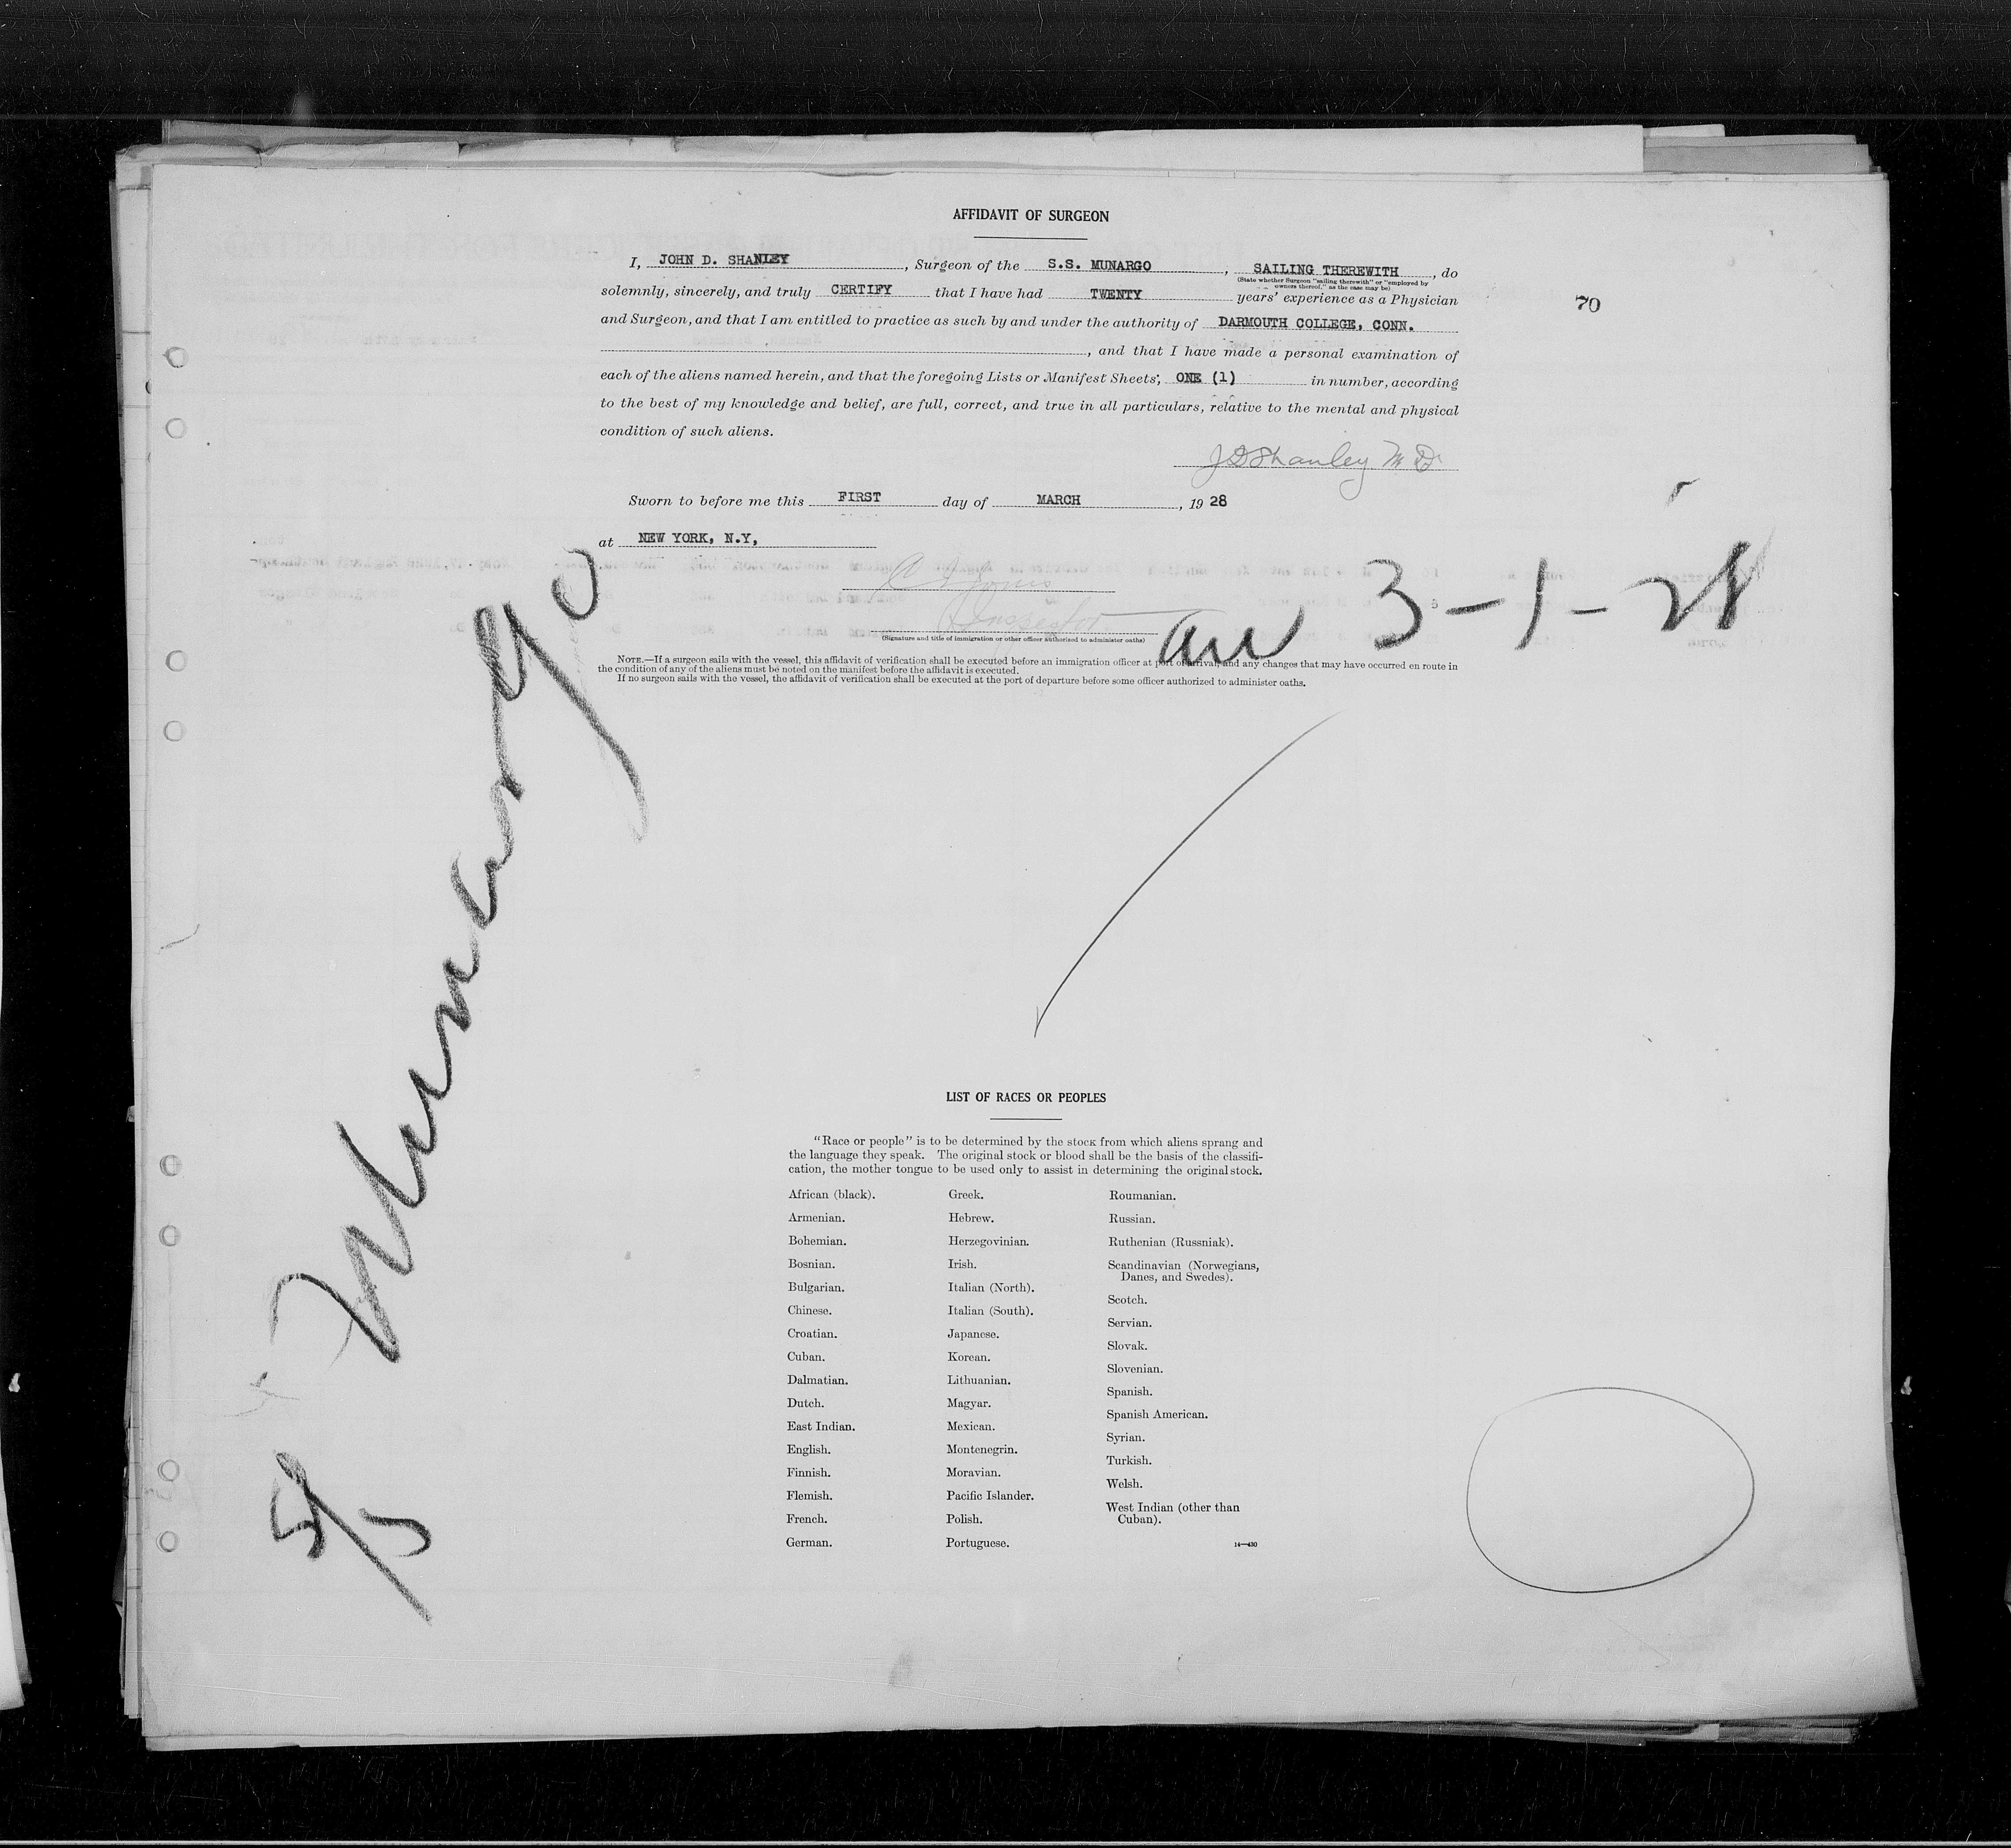 AFFIDAVIT OF SURGEON
I, JOHN D. SHANLEY, Surgeon of the S.S. MUNARGO, SAILING THEREWITH, do
(State whether Surgeon "sailing therewith" or "employed by
owners thereof," as the case may be)
solemnly, sincerely, and truly CERTIFY that I have had TWENTY years' experience as a Physician
70
and Surgeon, and that I am entitled to practice as such by and under the authority of DARMOUTH COLLEGE, CONN.
, and that I have made a personal examination of
each of the aliens named herein, and that the foregoing Lists or Manifest Sheets, ONE (1) in number, according
to the best of my knowledge and belief, are full, correct, and true in all particulars, relative to the mental and physical
condition of such aliens.
J D Shanley M D
Sworn to before me this FIRST day of MARCH, 19 28
at NEW YORK, N.Y,
Inspector
(Signature and title of immigration or other officer authorized to administer oaths)
arr 3-1-28
NOTE.—If a surgeon sails with the vessel, this affidavit of verification shall be executed before an immigration officer at port of arrival, and any changes that may have occurred en route in
the condition of any of the aliens must be noted on the manifest before the affidavit is executed.
If no surgeon sails with the vessel, the affidavit of verification shall be executed at the port of departure before some officer authorized to administer oaths.
S/S Munargo
LIST OF RACES OR PEOPLES
"Race or people" is to be determined by the stock from which aliens sprang and
the language they speak. The original stock or blood shall be the basis of the classifi-
cation, the mother tongue to be used only to assist in determining the original stock.
African (black).
Armenian.
Bohemian.
Bosnian.
Bulgarian.
Chinese.
Croatian.
Cuban.
Dalmatian.
Dutch.
East Indian.
English.
Finnish.
Flemish.
French.
German.
Greek.
Hebrew.
Herzegovinian.
Irish.
Italian (North).
Italian (South).
Japanese.
Korean.
Lithuanian.
Magyar.
Mexican.
Montenegrin.
Moravian.
Pacific Islander.
Polish.
Portuguese.
Roumanian.
Russian.
Ruthenian (Russniak).
Scandinavian (Norwegians,
Danes, and Swedes).
Scotch.
Servian.
Slovak.
Slovenian.
Spanish.
Spanish American.
Syrian.
Turkish.
Welsh.
West Indian (other than
Cuban).
14—430